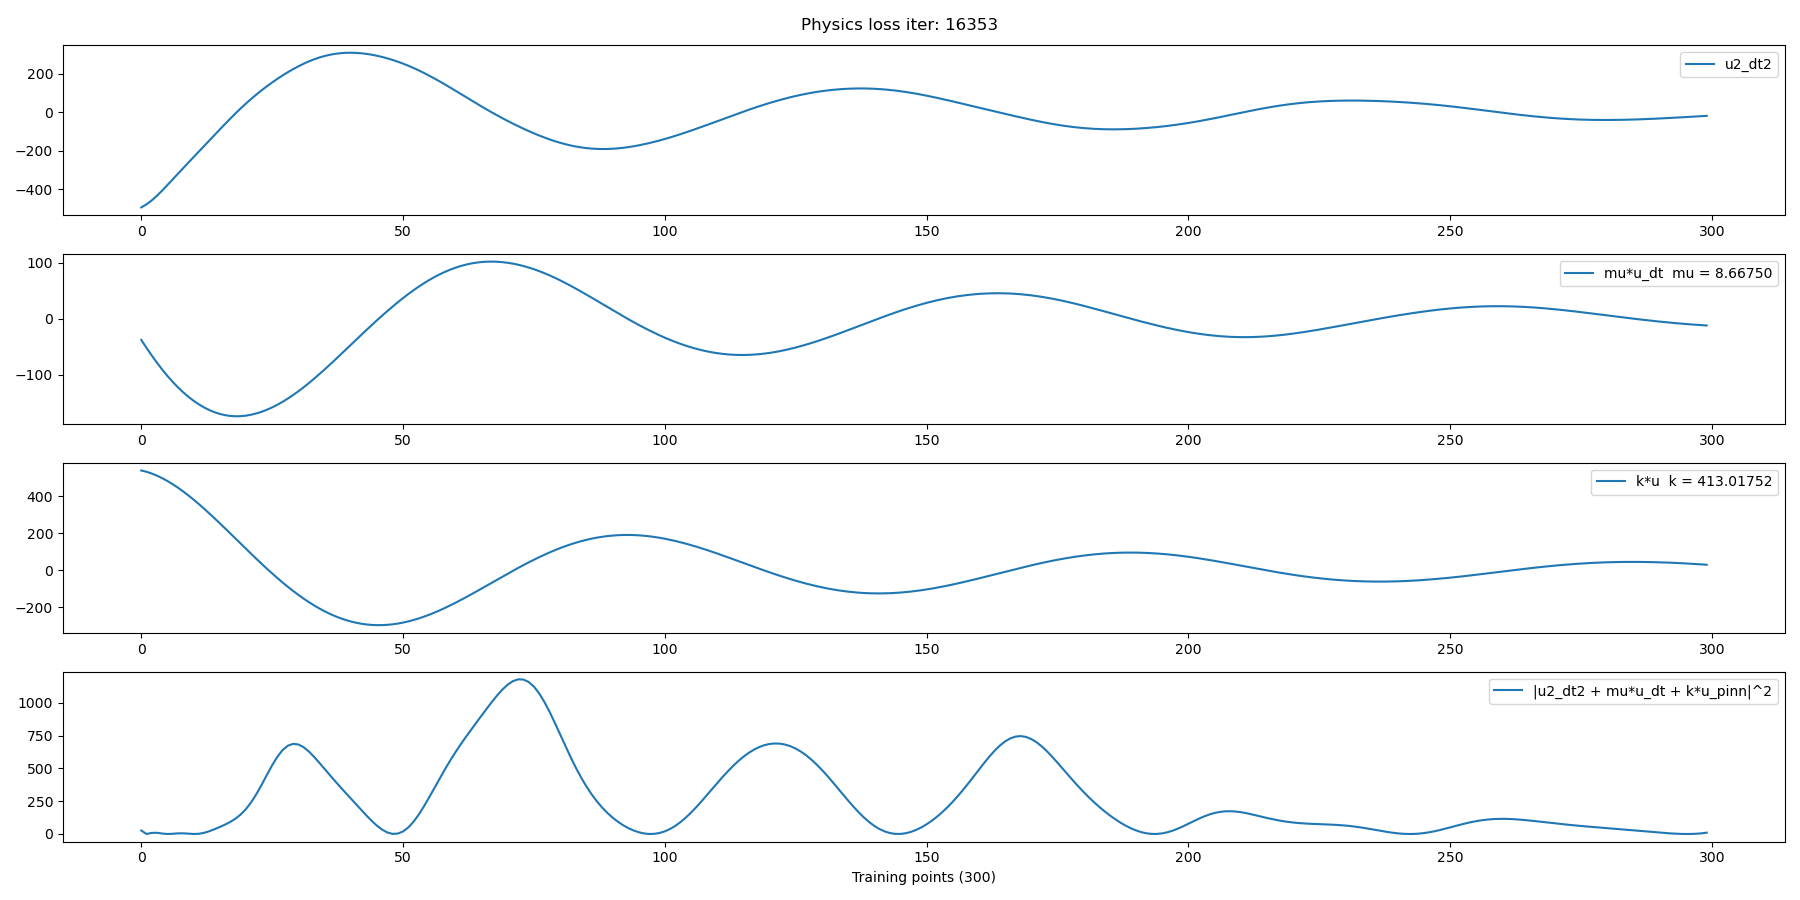 Physics loss iter: 16353
u2_dt2
200
0
−200
−400
0 50 100 150 200 250 300
mu*u_dt  mu = 8.66750
100
0
−100
0 50 100 150 200 250 300
k*u  k = 413.01752
400
200
0
−200
0 50 100 150 200 250 300
|u2_dt2 + mu*u_dt + k*u_pinn|^2
1000
750
500
250
0
0 50 100 150 200 250 300
Training points (300)